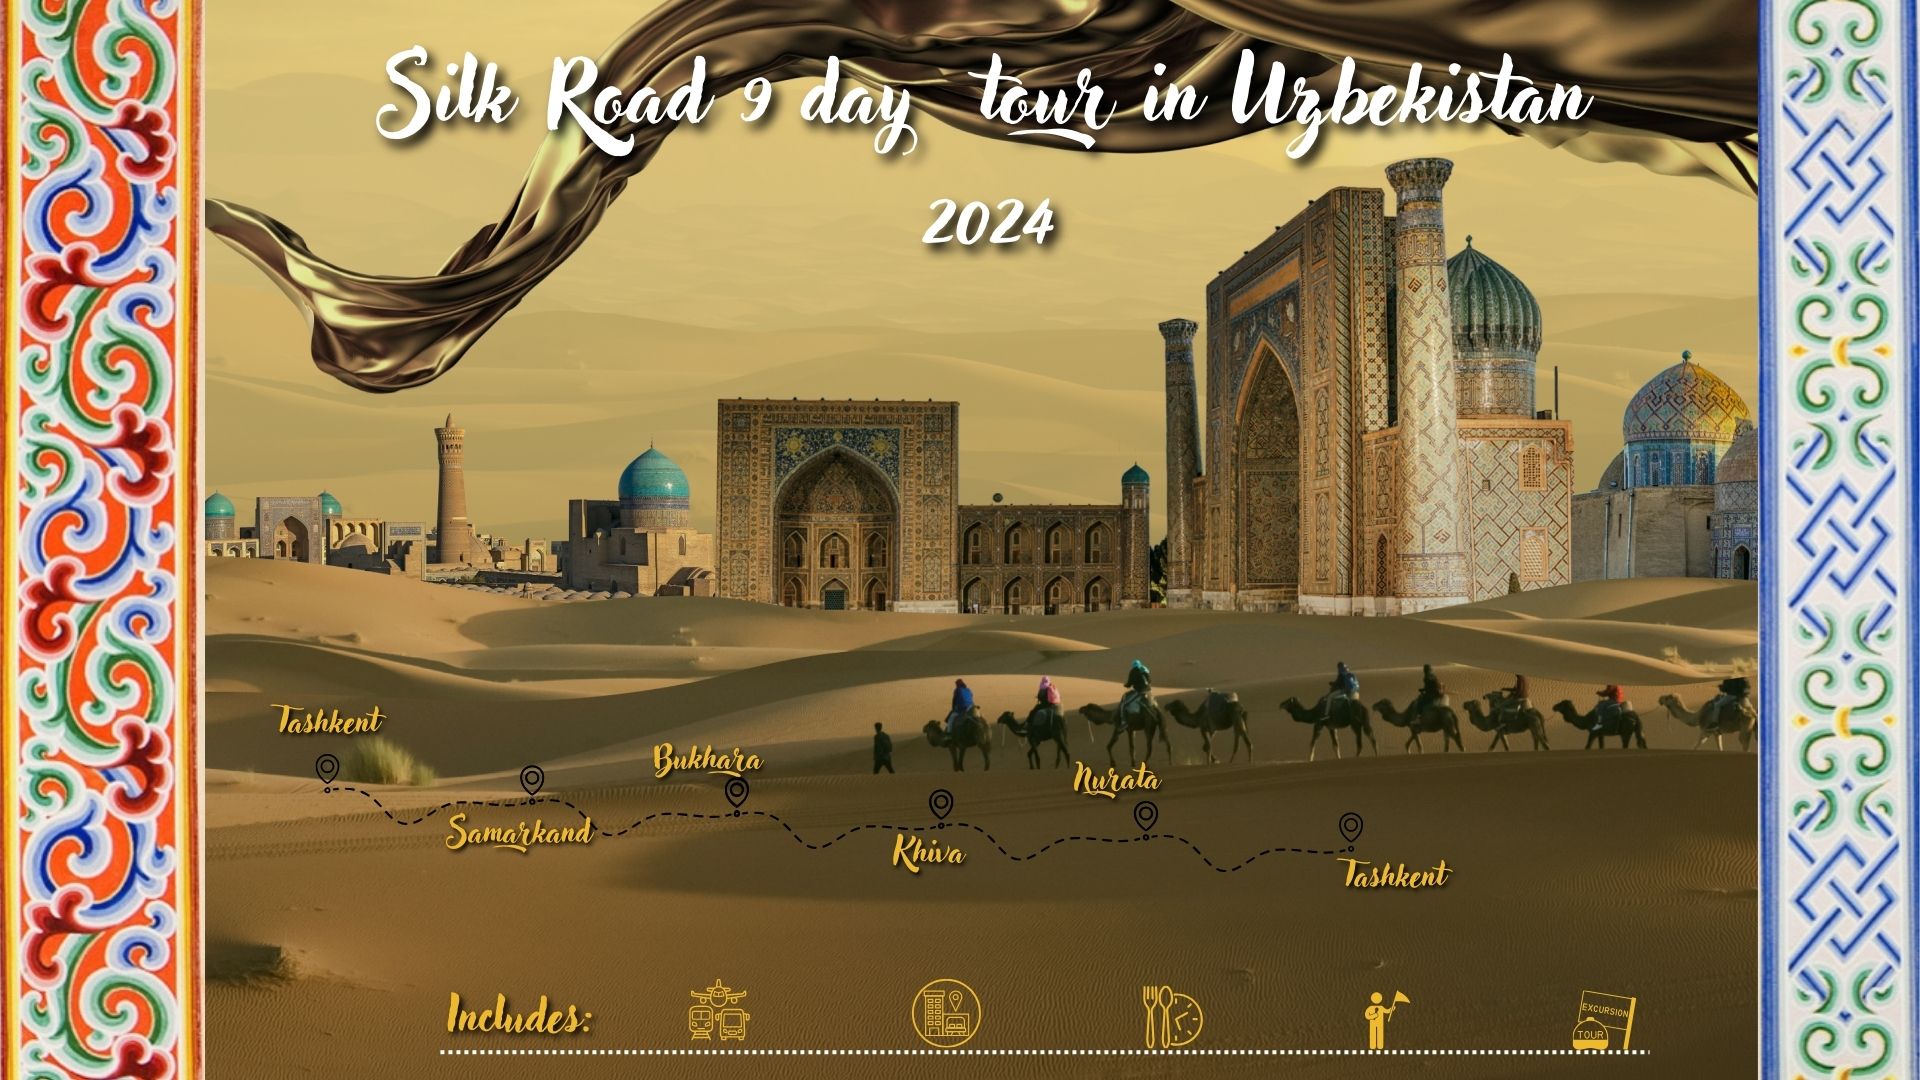 Silk Road 9 day tour in Uzbekistan
2024
Tashkent
Samarkand
Bukhara
Khiva
Nurata
Tashkent
Includes:
EXCURSION
TOUR